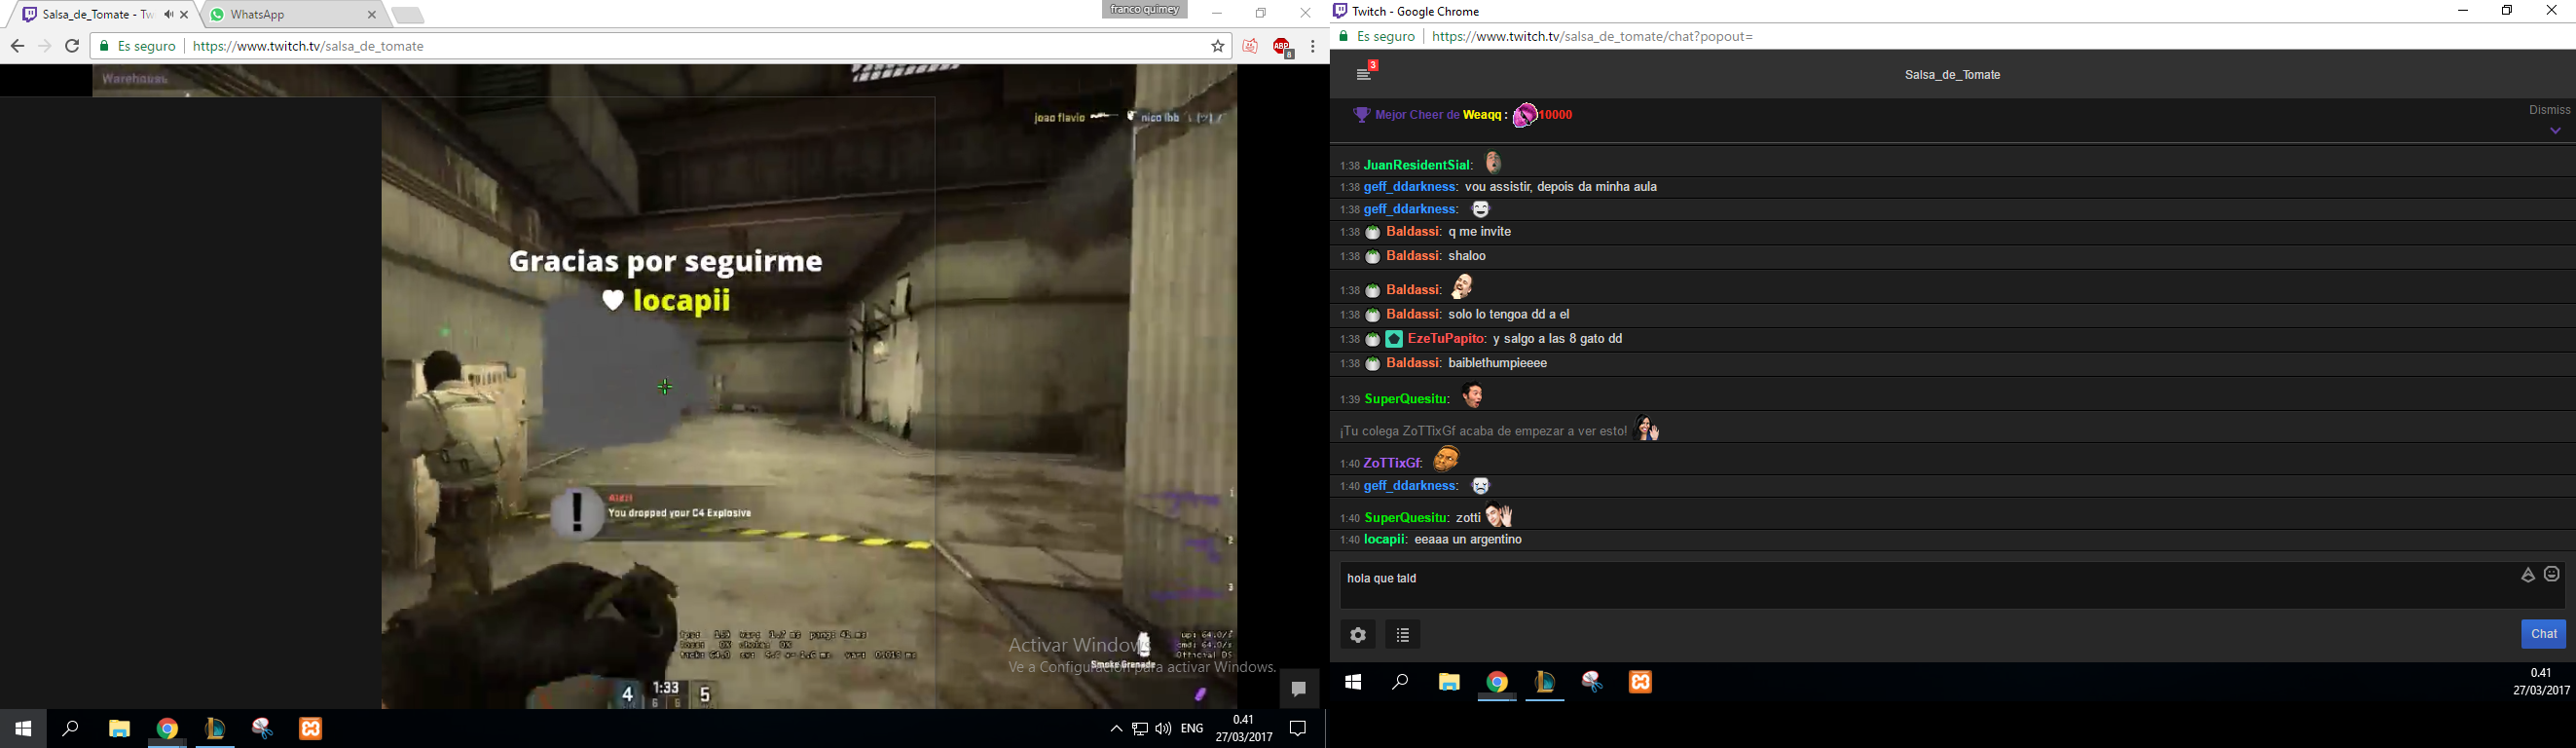 Salsa_de_Tomate - Tw
WhatsApp
franco quimey
Es seguro
https://www.twitch.tv/salsa_de_tomate
ABP
8
Warehouse
joao flavio
nico lbb
Gracias por seguirme
locapii
You dropped your C4 Explosive
1
2
3
Smoke Grenade
Activar Windows
Ve a Configuración para activar Windows.
4
1:33
5
6
6
ENG
0.41
27/03/2017
Twitch - Google Chrome
Es seguro
https://www.twitch.tv/salsa_de_tomate/chat?popout=
3
Salsa_de_Tomate
Mejor Cheer de Weaqq : 10000
Dismiss
1:38 JuanResidentSial:
1:38 geff_ddarkness: vou assistir, depois da minha aula
1:38 geff_ddarkness:
1:38 Baldassi: q me invite
1:38 Baldassi: shaloo
1:38 Baldassi:
1:38 Baldassi: solo lo tengoa dd a el
1:38 EzeTuPapito: y salgo a las 8 gato dd
1:38 Baldassi: baiblethumpieeee
1:39 SuperQuesitu:
¡Tu colega ZoTTixGf acaba de empezar a ver esto!
1:40 ZoTTixGf:
1:40 geff_ddarkness:
1:40 SuperQuesitu: zotti
1:40 locapii: eeaaa un argentino
hola que tald
Chat
0.41
27/03/2017